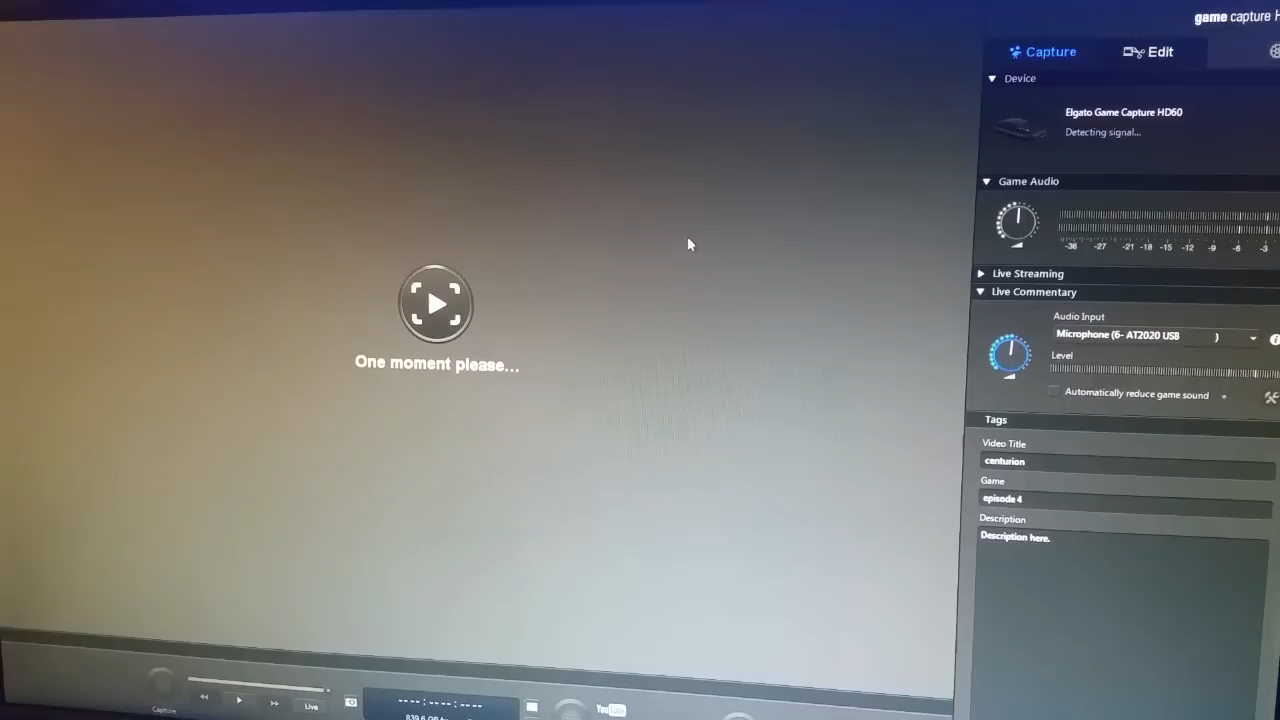 game capture H
Capture
Edit
Device
Elgato Game Capture HD60
Detecting signal...
Game Audio
-36 -27 -21 -18 -15 -12 -9 -6 -3
Live Streaming
Live Commentary
Audio Input
Microphone (6- AT2020 USB )
Level
Automatically reduce game sound
One moment please...
Tags
Video Title
centurion
Game
episode 4
Description
Description here.
Capture
Live
--:--:--
YouTube